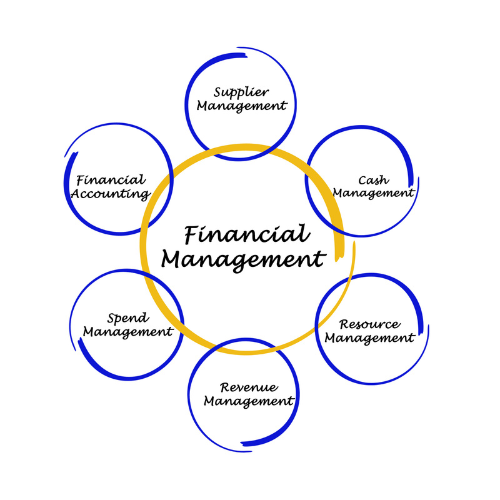 Supplier
Management
Cash
Management
Resource
Management
Revenue
Management
Spend
Management
Financial
Accounting
Financial
Management